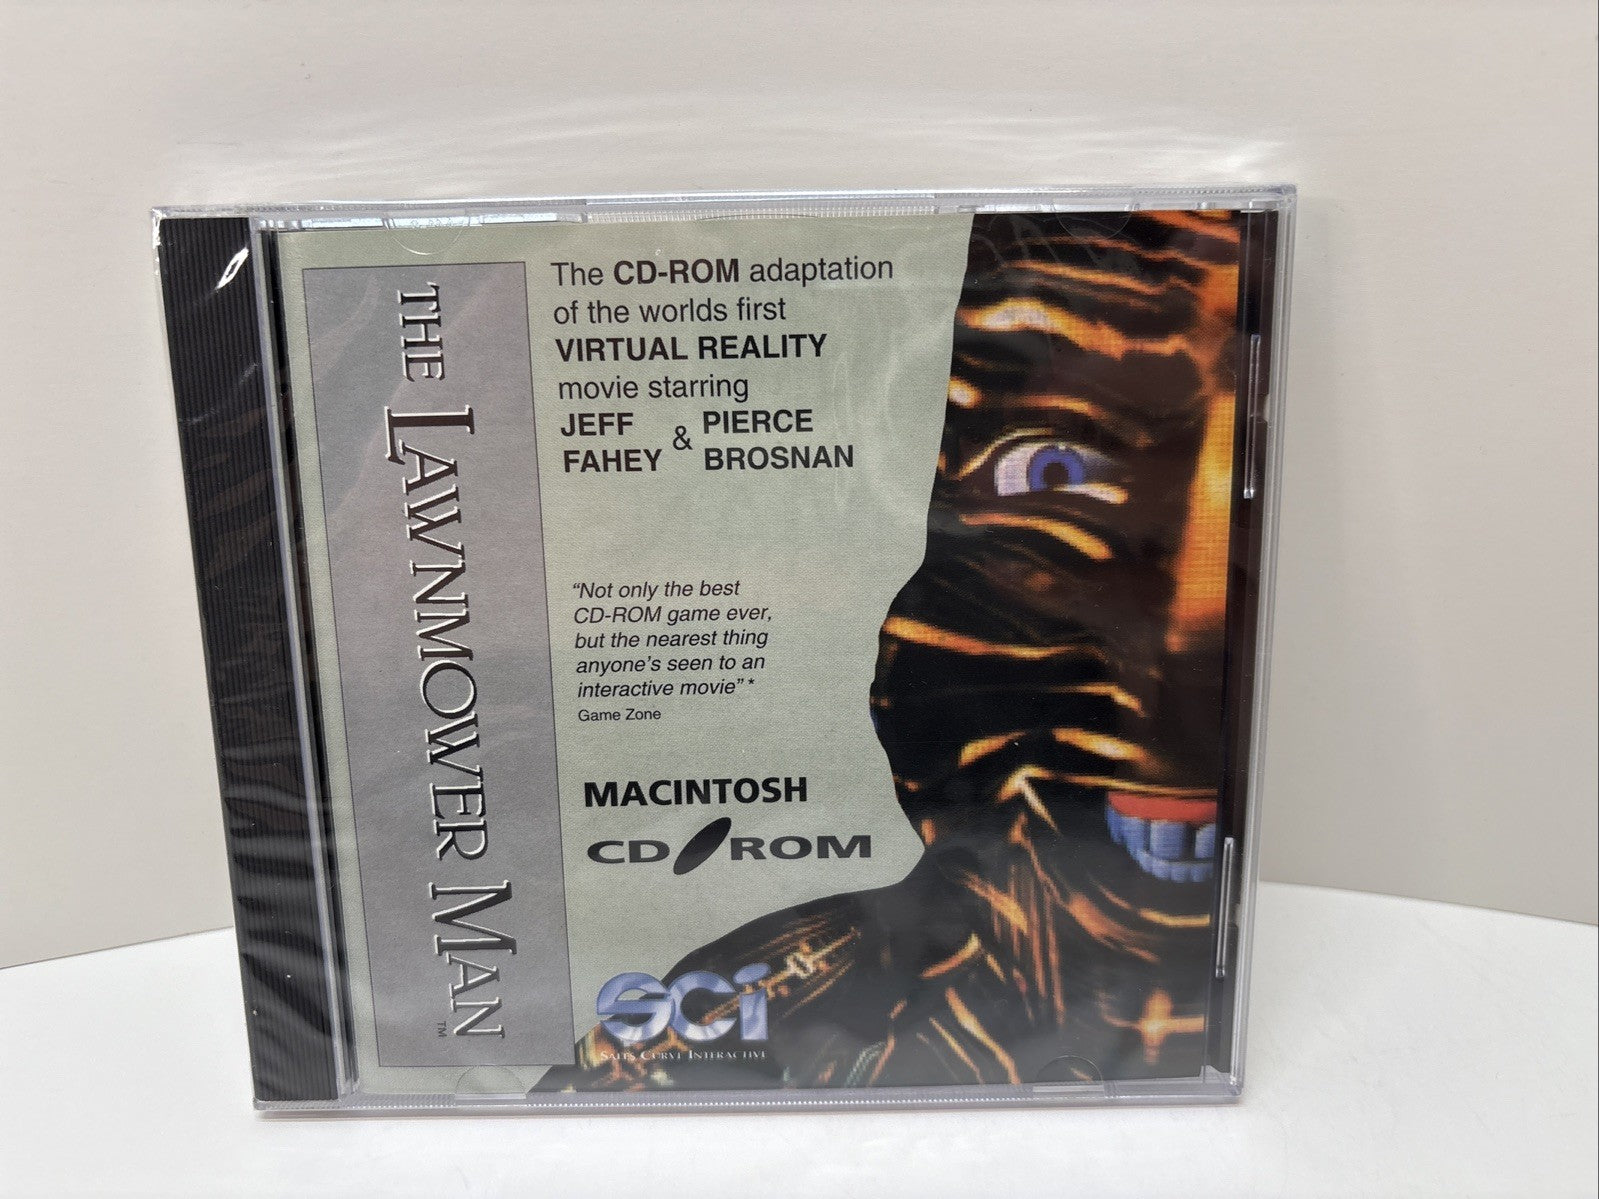 THE LAWNMOWER MAN™
The CD-ROM adaptation
of the worlds first
VIRTUAL REALITY
movie starring
JEFF FAHEY & PIERCE BROSNAN
“Not only the best
CD-ROM game ever,
but the nearest thing
anyone's seen to an
interactive movie”*
Game Zone
MACINTOSH
CD ROM
SCi
SALES CURVE INTERACTIVE